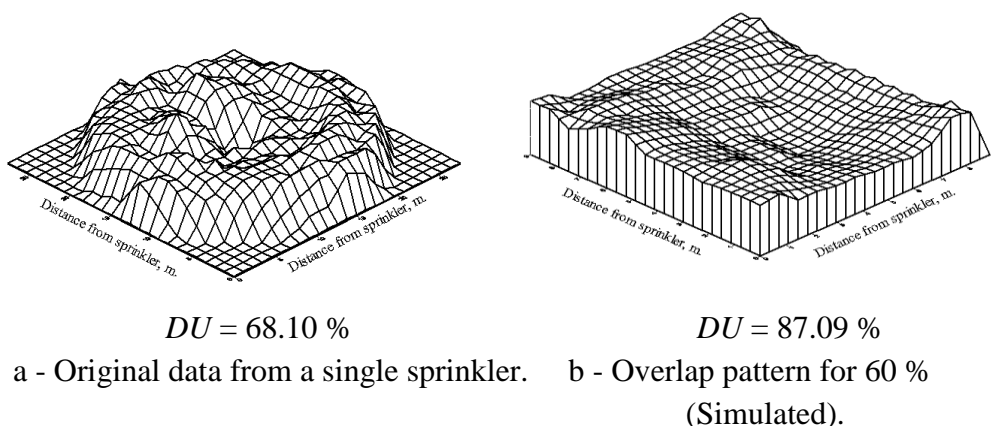 Distance from sprinkler, m.
Distance from sprinkler, m.
Distance from sprinkler, m.
Distance from sprinkler, m.
DU = 68.10 %
DU = 87.09 %
a - Original data from a single sprinkler.
b - Overlap pattern for 60 %
(Simulated).